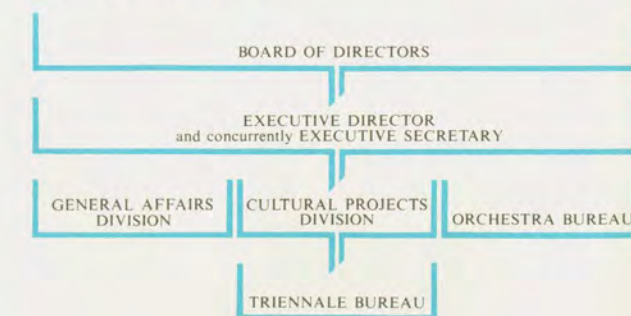 BOARD OF DIRECTORS
EXECUTIVE DIRECTOR
and concurrently EXECUTIVE SECRETARY
GENERAL AFFAIRS
DIVISION
CULTURAL PROJECTS
DIVISION
ORCHESTRA BUREAU
TRIENNALE BUREAU